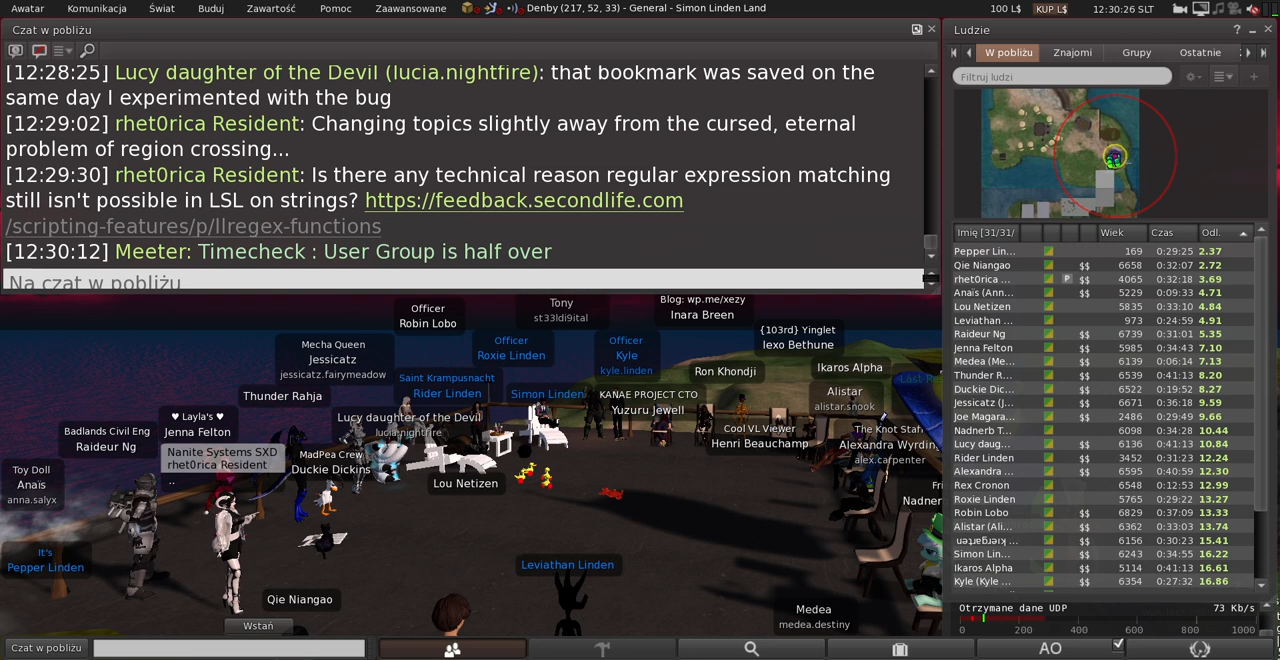 Awatar Komunikacja Świat Buduj Zawartość Pomoc Zaawansowane Denby (217, 52, 33) - General - Simon Linden Land 100 L$ KUP L$ 12:30:26 SLT
Czat w pobliżu
[12:28:25] Lucy daughter of the Devil (lucia.nightfire): that bookmark was saved on the
same day I experimented with the bug
[12:29:02] rhet0rica Resident: Changing topics slightly away from the cursed, eternal
problem of region crossing...
[12:29:30] rhet0rica Resident: Is there any technical reason regular expression matching
still isn't possible in LSL on strings? https://feedback.secondlife.com
/scripting-features/p/llregex-functions
[12:30:12] Meeter: Timecheck : User Group is half over
Na czat w pobliżu
Officer
Robin Lobo
Tony
st33ldi9ital
Blog: wp.me/xezy
Inara Breen
{103rd} Yinglet
Iexo Bethune
Mecha Queen
Jessicatz
jessicatz.fairymeadow
Officer
Roxie Linden
Officer
Kyle
kyle.linden
Ron Khondji
Ikaros Alpha
Saint Krampusnacht
Rider Linden
Simon Linden
KANAE PROJECT CTO
Yuzuru Jewell
Alistar
alistar.snook
Thunder Rahja
♥ Layla's ♥
Jenna Felton
Lucy daughter of the Devil
lucia.nightfire
Cool VL Viewer
Henri Beauchamp
The Knot Staff
Alexandra Wyrdin
alex.carpenter
Badlands Civil Eng
Raideur Ng
Nanite Systems SXD
rhet0rica Resident
..
MadPea Crew
Duckie Dickins
Lou Netizen
Toy Doll
Anaïs
anna.salyx
Nadner
It's
Pepper Linden
Leviathan Linden
Qie Niangao
Medea
medea.destiny
Wstań
Czat w pobliżu
Ludzie
W pobliżu Znajomi Grupy Ostatnie
Filtruj ludzi
Imię [31/31/ Wiek Czas Odl.
Pepper Lin... 169 0:29:25 2.37
Qie Niangao $$ 6658 0:32:07 2.72
rhet0rica ... P $$ 4065 0:32:18 3.69
Anaïs (Ann... $$ 5229 0:09:33 4.71
Lou Netizen 5835 0:33:10 4.84
Leviathan ... 973 0:24:59 4.91
Raideur Ng $$ 6739 0:31:01 5.35
Jenna Felton $$ 5985 0:34:43 7.10
Medea (Me... $$ 6139 0:06:14 7.13
Thunder R... $$ 6539 0:41:13 8.20
Duckie Dic... $$ 6522 0:19:52 8.27
Jessicatz (J... $$ 6671 0:36:18 9.59
Joe Magara... $$ 2486 0:29:49 9.66
Nadnerb T... 6098 0:34:28 10.44
Lucy daug... $$ 6136 0:41:13 10.84
Rider Linden $$ 3452 0:31:23 12.24
Alexandra ... $$ 6595 0:40:59 12.30
Rex Cronon 6548 0:12:53 12.99
Roxie Linden 5765 0:29:22 13.27
Robin Lobo $$ 6829 0:37:09 13.33
Alistar (Ali... $$ 6362 0:33:03 13.74
$$ 6156 0:30:23 15.41
Simon Lin... $$ 6243 0:34:55 16.22
Ikaros Alpha $$ 5114 0:41:13 16.61
Kyle (Kyle ... $$ 6354 0:27:32 16.86
Otrzymane dane UDP 73 Kb/s
0 200 400 600 800 1000
AO